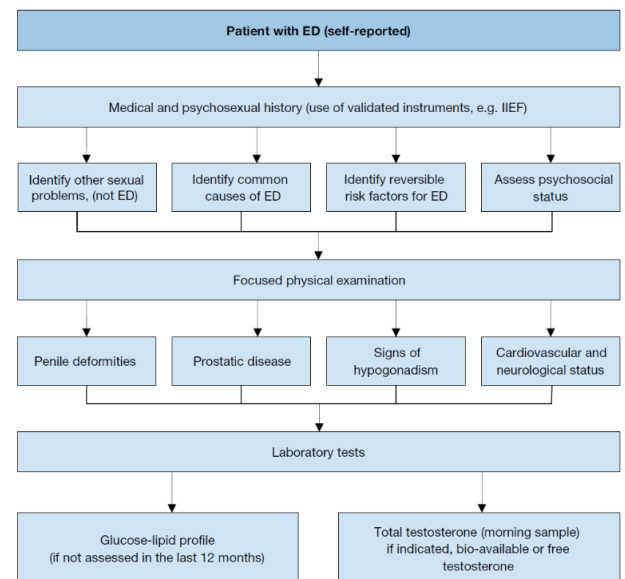 Patient with ED (self-reported)
Medical and psychosexual history (use of validated instruments, e.g. IIEF)
Identify other sexual
problems, (not ED)
Identify common
causes of ED
Identify reversible
risk factors for ED
Assess psychosocial
status
Focused physical examination
Penile deformities
Prostatic disease
Signs of
hypogonadism
Cardiovascular and
neurological status
Laboratory tests
Glucose-lipid profile
(if not assessed in the last 12 months)
Total testosterone (morning sample)
if indicated, bio-available or free
testosterone